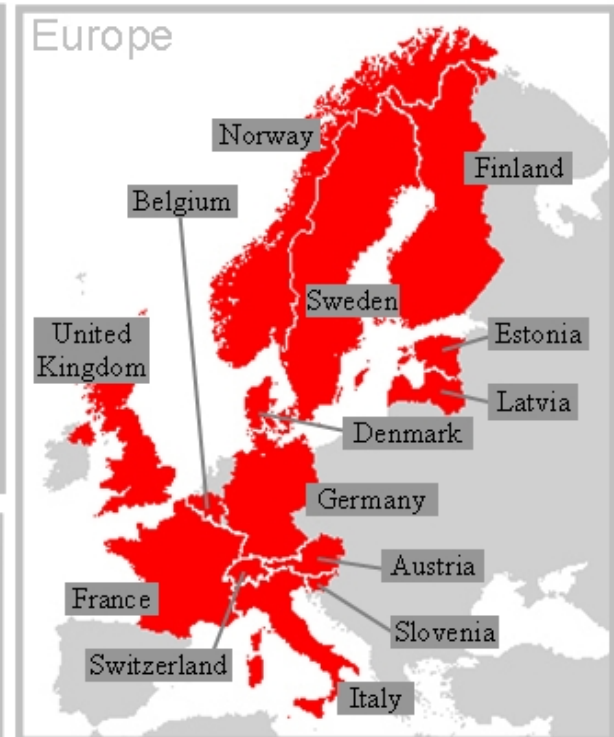 Europe
Norway
Finland
Belgium
Sweden
United
Kingdom
Estonia
Latvia
Denmark
Germany
Austria
France
Slovenia
Switzerland
Italy